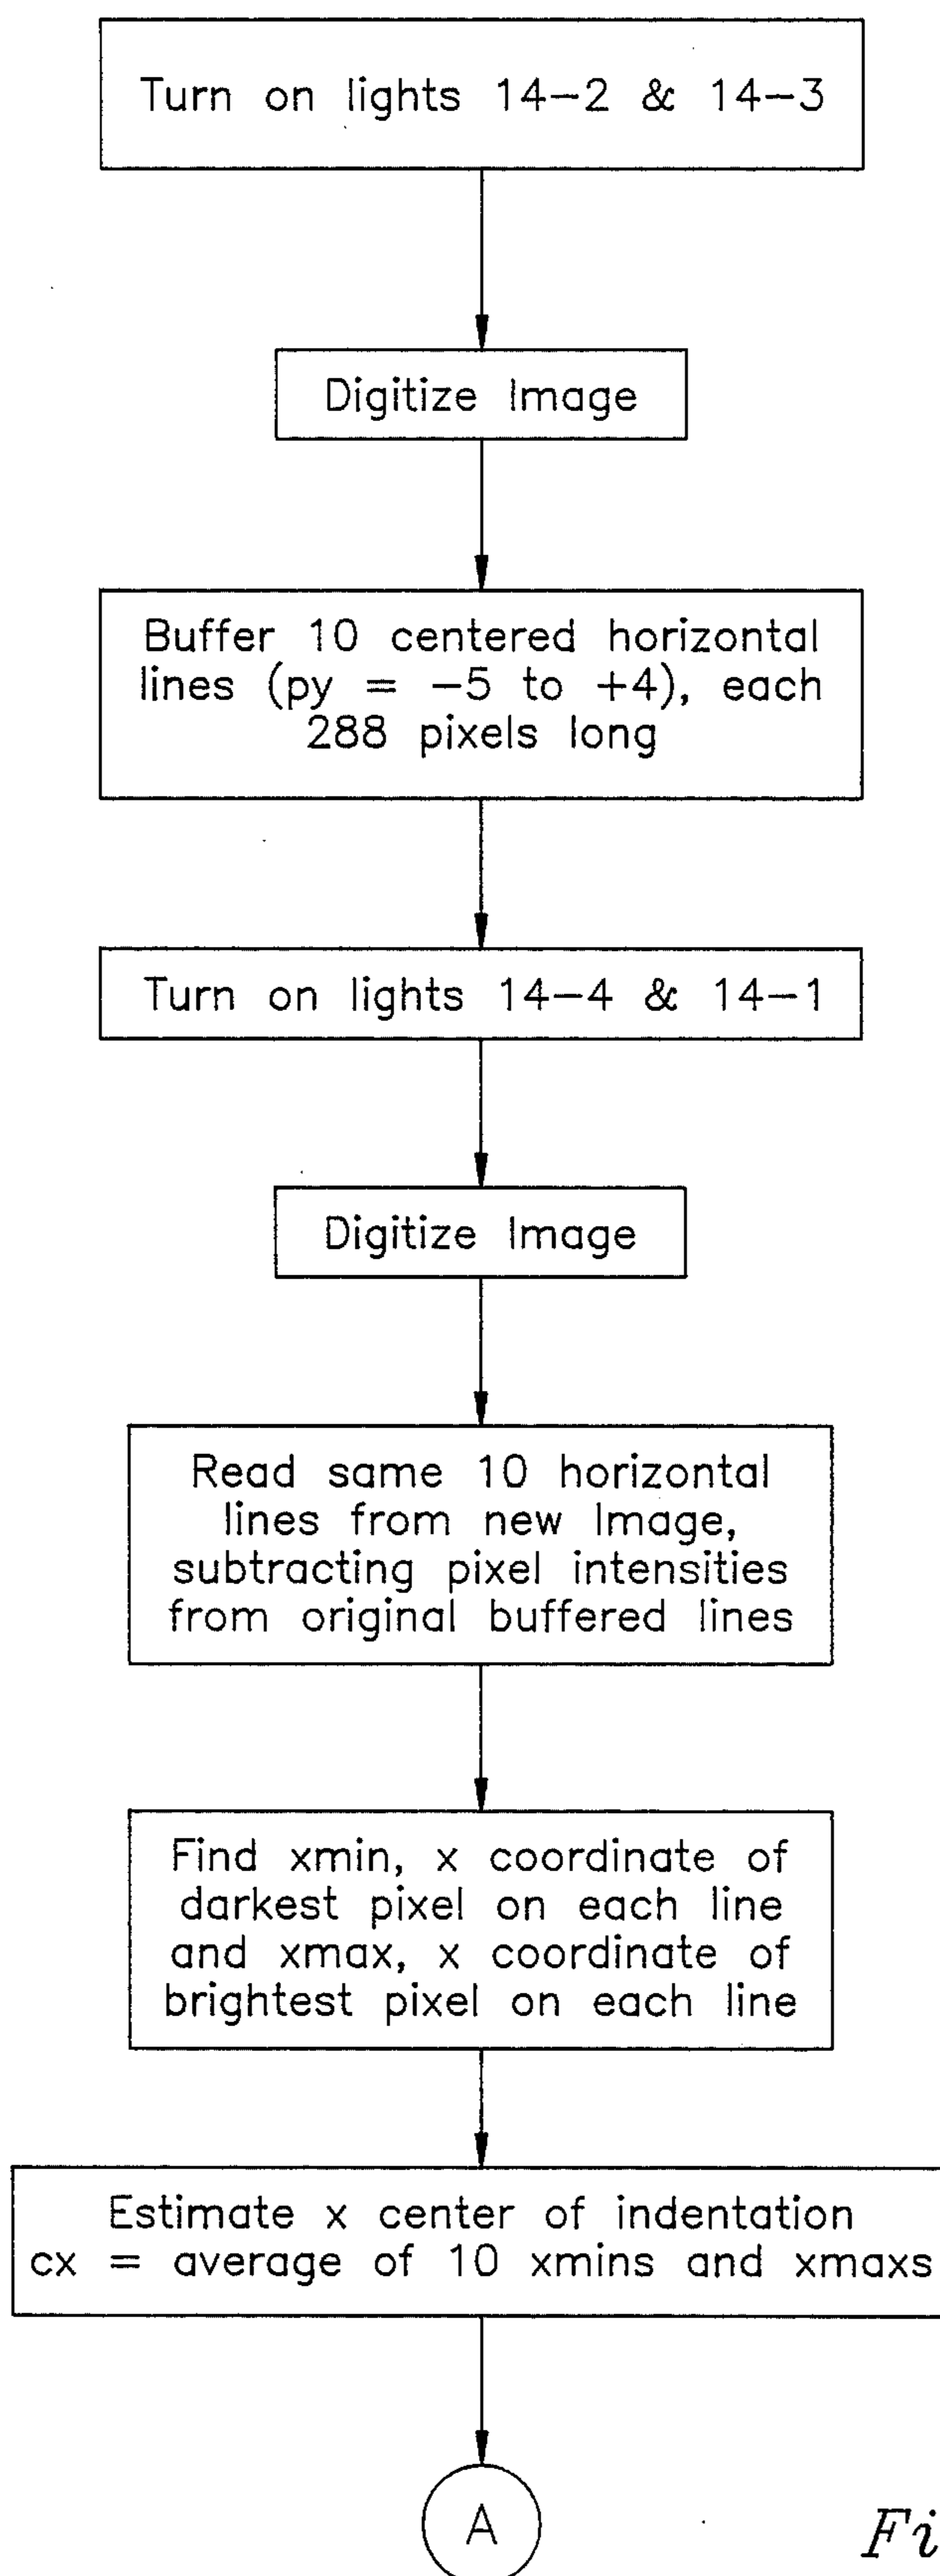 Turn on lights 14-2 & 14-3
Digitize Image
Buffer 10 centered horizontal
lines (py = -5 to +4), each
288 pixels long
Turn on lights 14-4 & 14-1
Digitize Image
Read same 10 horizontal
lines from new Image,
subtracting pixel intensities
from original buffered lines
Find xmin, x coordinate of
darkest pixel on each line
and xmax, x coordinate of
brightest pixel on each line
Estimate x center of indentation
cx = average of 10 xmins and xmaxs
A
Fi